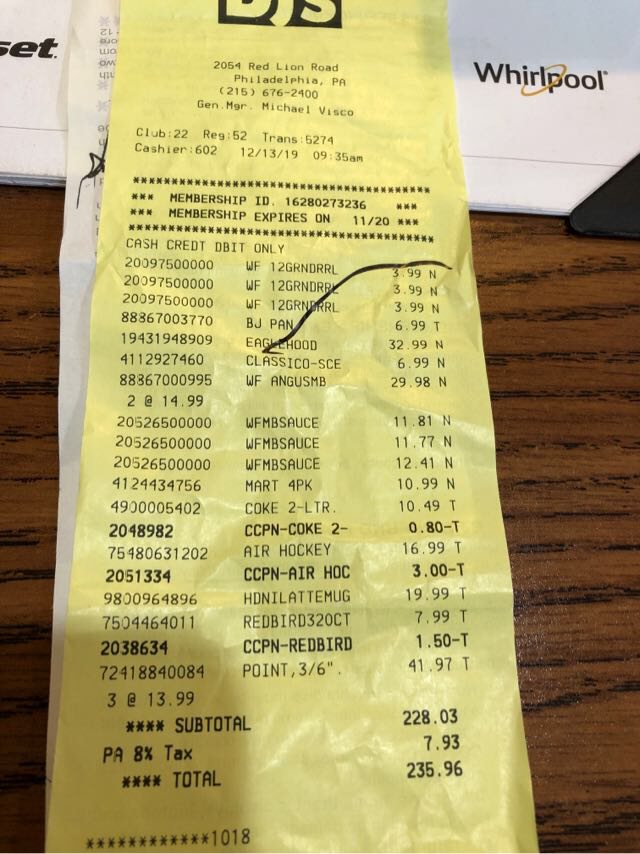 BJS
2054 Red Lion Road
Philadelphia, PA
(215) 676-2400
Gen.Mgr. Michael Visco
Club:22 Reg:52 Trans:5274
Cashier:602 12/13/19 09:35am
*** MEMBERSHIP ID. 16280273236 ***
*** MEMBERSHIP EXPIRES ON 11/20 ***
CASH CREDT DBIT ONLY
20097500000 WF 12GRNDRRL 3.99 N
20097500000 WF 12GRNDRRL 3.99 N
20097500000 WF 12GRNDRRL 3.99 N
88867003770 BJ PAN 6.99 T
19431948909 EAGLEHOOD 32.99 N
4112927460 CLASSICO-SCE 6.99 N
88867000995 WF ANGUSMB 29.98 N
2 @ 14.99
20526500000 WFMBSAUCE 11.81 N
20526500000 WFMBSAUCE 11.77 N
20526500000 WFMBSAUCE 12.41 N
4124434756 MART 4PK 10.99 N
4900005402 COKE 2-LTR. 10.49 T
2048982 CCPN-COKE 2- 0.80-T
75480631202 AIR HOCKEY 16.99 T
2051334 CCPN-AIR HOC 3.00-T
9800964896 HDNILATTEMUG 19.99 T
7504464011 REDBIRD320CT 7.99 T
2038634 CCPN-REDBIRD 1.50-T
72418840084 POINT,3/6". 41.97 T
3 @ 13.99
**** SUBTOTAL 228.03
PA 8% Tax 7.93
**** TOTAL 235.96
************1018
set.
Whirlpool